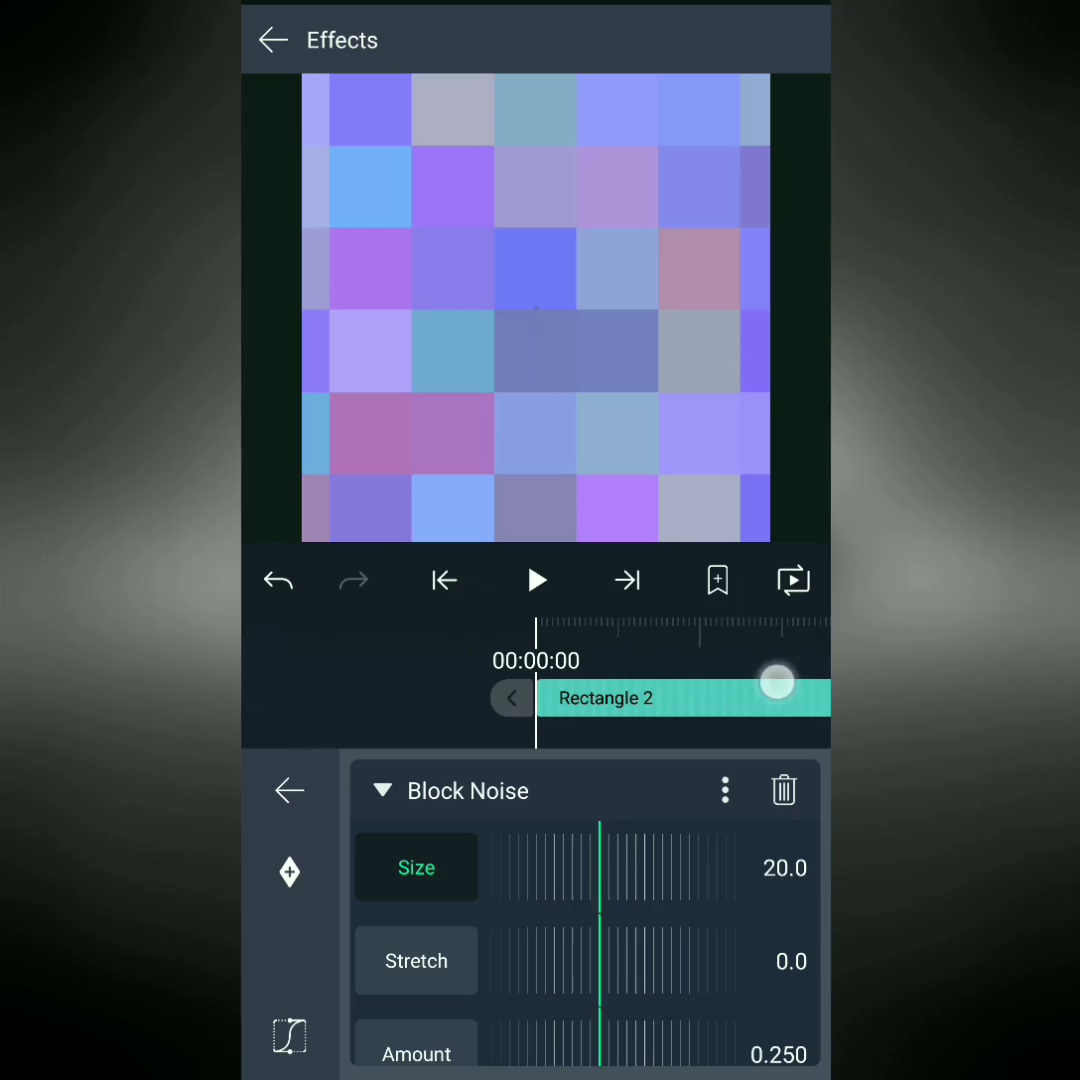 Effects
00:00:00
Rectangle 2
Block Noise
Size 20.0
Stretch 0.0
Amount 0.250